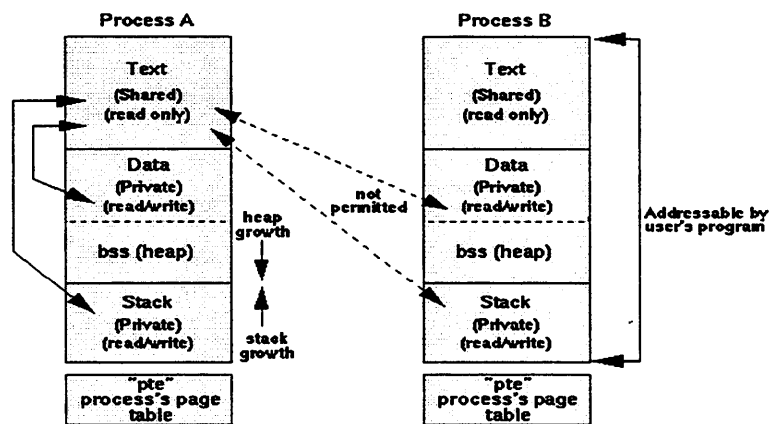 Process A
Text
(Shared)
(read only)
Data
(Private)
(read/write)
bss (heap)
Stack
(Private)
(read/write)
"pte"
process's page
table
heap
growth
stack
growth
not
permitted
Process B
Text
(Shared)
(read only)
Data
(Private)
(read/write)
bss (heap)
Stack
(Private)
(read/write)
"pte"
process's page
table
Addressable by
user's program